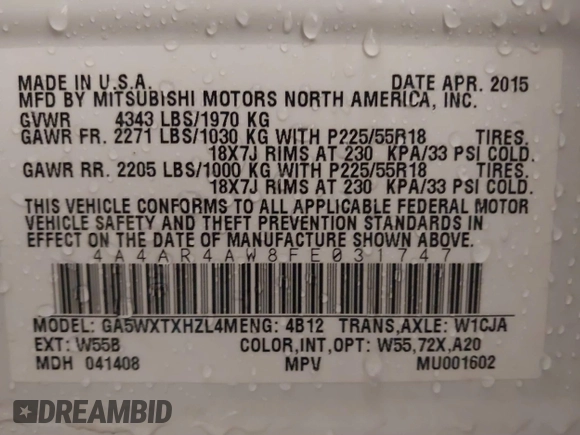 MADE IN U.S.A. DATE APR. 2015
MFD BY MITSUBISHI MOTORS NORTH AMERICA, INC.
GVWR 4343 LBS/1970 KG
GAWR FR. 2271 LBS/1030 KG WITH P225/55R18 TIRES.
18X7J RIMS AT 230 KPA/33 PSI COLD.
GAWR RR. 2205 LBS/1000 KG WITH P225/55R18 TIRES.
18X7J RIMS AT 230 KPA/33 PSI COLD.
THIS VEHICLE CONFORMS TO ALL APPLICABLE FEDERAL MOTOR
VEHICLE SAFETY AND THEFT PREVENTION STANDARDS IN
EFFECT ON THE DATE OF MANUFACTURE SHOWN ABOVE.
4A4AR4AW8FE031747
MODEL: GA5WXTXHZL4MENG: 4B12 TRANS,AXLE: W1CJA
EXT: W55B COLOR,INT,OPT: W55,72X,A20
MDH 041408 MPV MU001602
DREAMBID